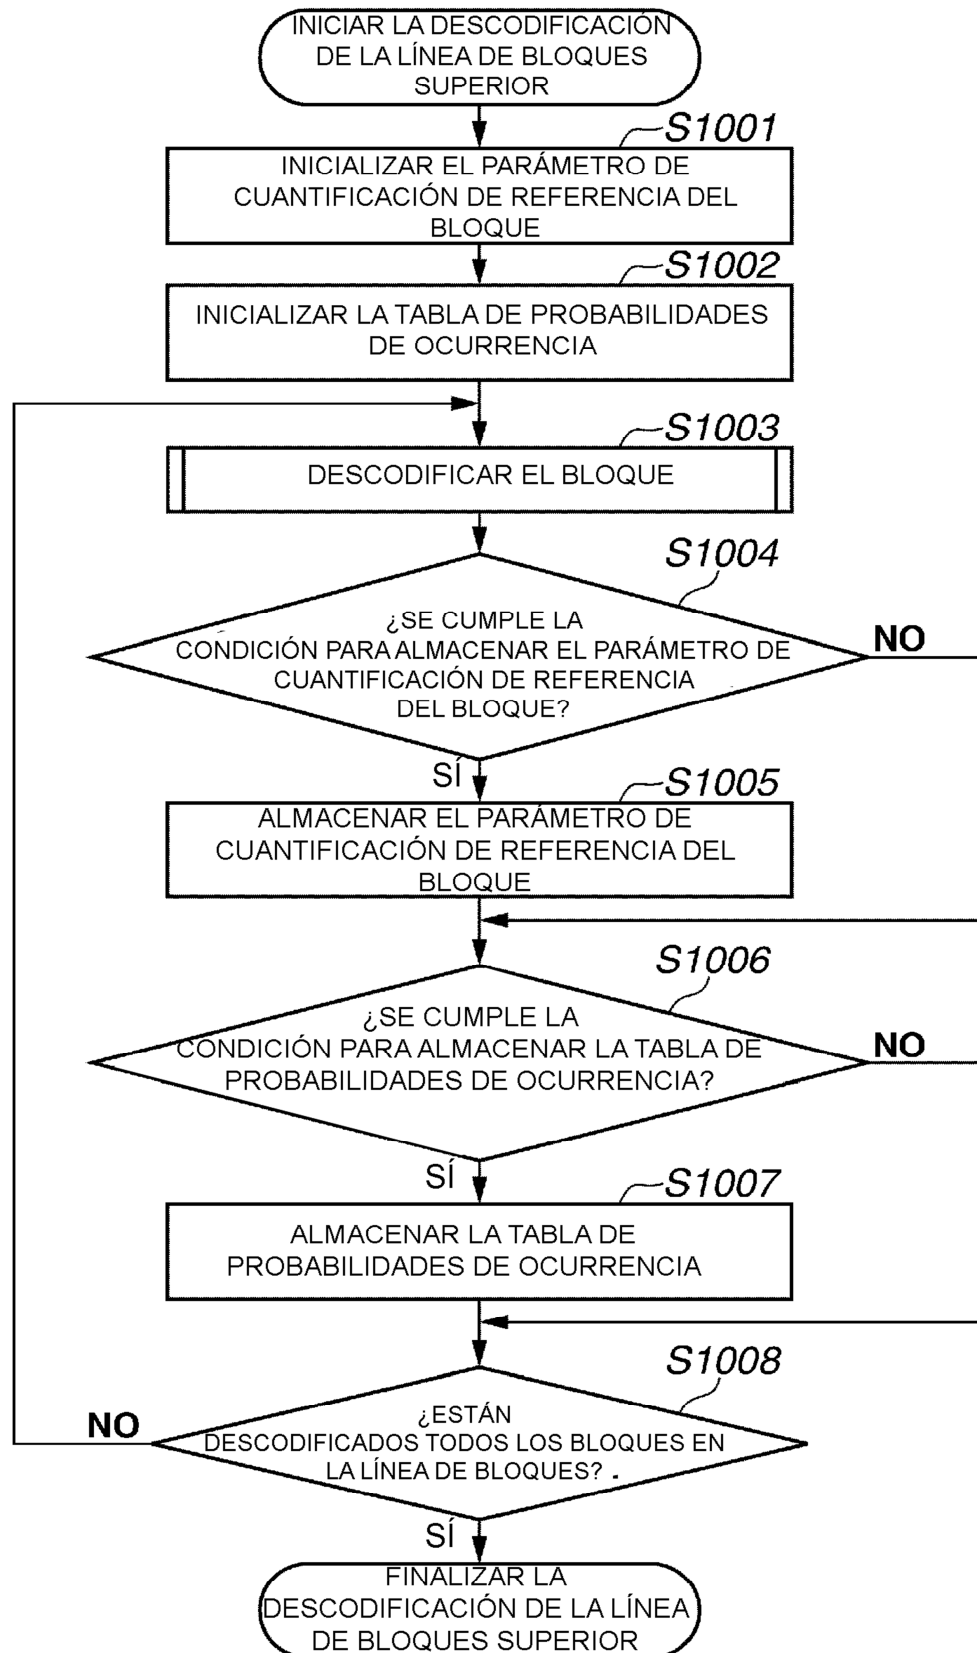 INICIAR LA DESCODIFICACIÓN
DE LA LÍNEA DE BLOQUES
SUPERIOR
S1001
INICIALIZAR EL PARÁMETRO DE
CUANTIFICACIÓN DE REFERENCIA DEL
BLOQUE
S1002
INICIALIZAR LA TABLA DE PROBABILIDADES
DE OCURRENCIA
S1003
DESCODIFICAR EL BLOQUE
S1004
¿SE CUMPLE LA
CONDICIÓN PARA ALMACENAR EL PARÁMETRO DE
CUANTIFICACIÓN DE REFERENCIA
DEL BLOQUE?
NO
SÍ
S1005
ALMACENAR EL PARÁMETRO DE
CUANTIFICACIÓN DE REFERENCIA DEL
BLOQUE
S1006
¿SE CUMPLE LA
CONDICIÓN PARA ALMACENAR LA TABLA DE
PROBABILIDADES DE OCURRENCIA?
NO
SÍ
S1007
ALMACENAR LA TABLA DE
PROBABILIDADES DE OCURRENCIA
S1008
¿ESTÁN
DESCODIFICADOS TODOS LOS BLOQUES EN
LA LÍNEA DE BLOQUES? .
NO
SÍ
FINALIZAR LA
DESCODIFICACIÓN DE LA LÍNEA
DE BLOQUES SUPERIOR